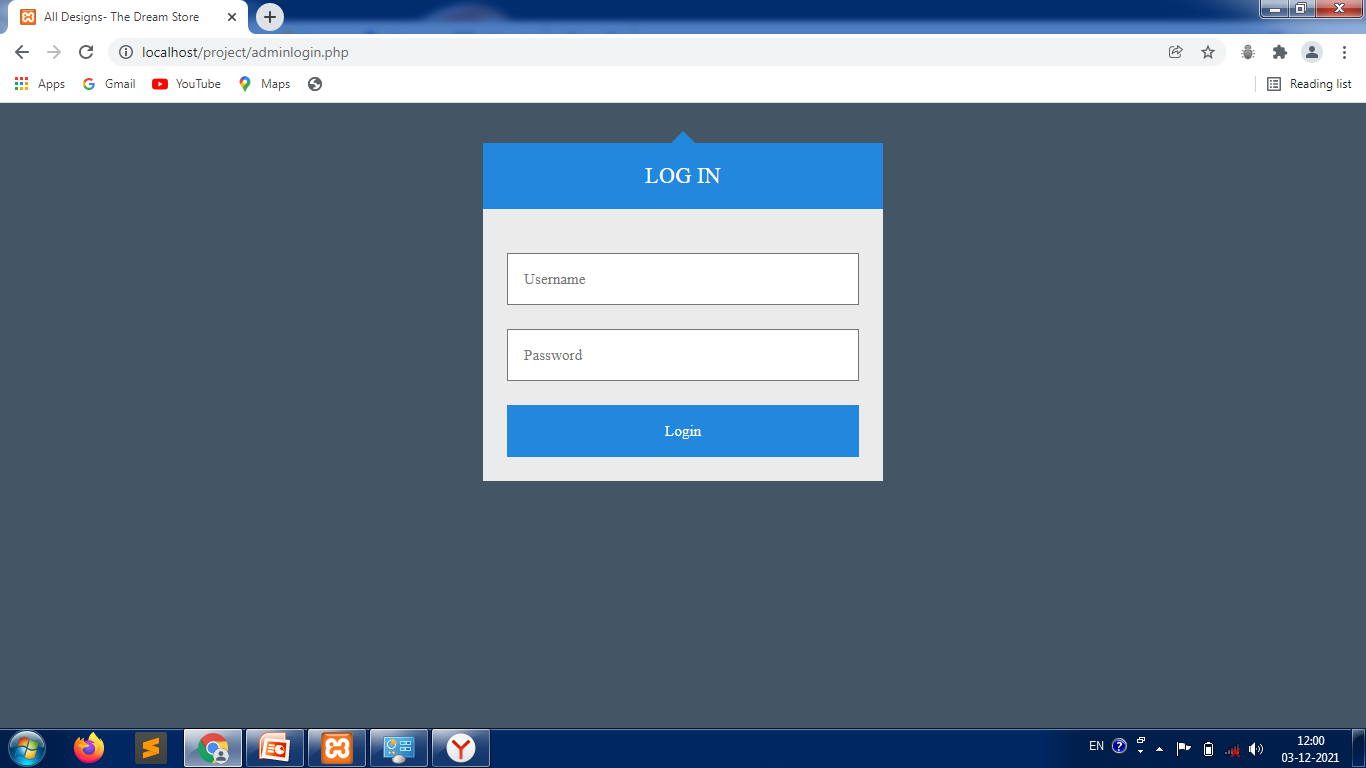 All Designs- The Dream Store
localhost/project/adminlogin.php
Apps
Gmail
YouTube
Maps
Reading list
LOG IN
Username
Password
Login
EN
12:00
03-12-2021